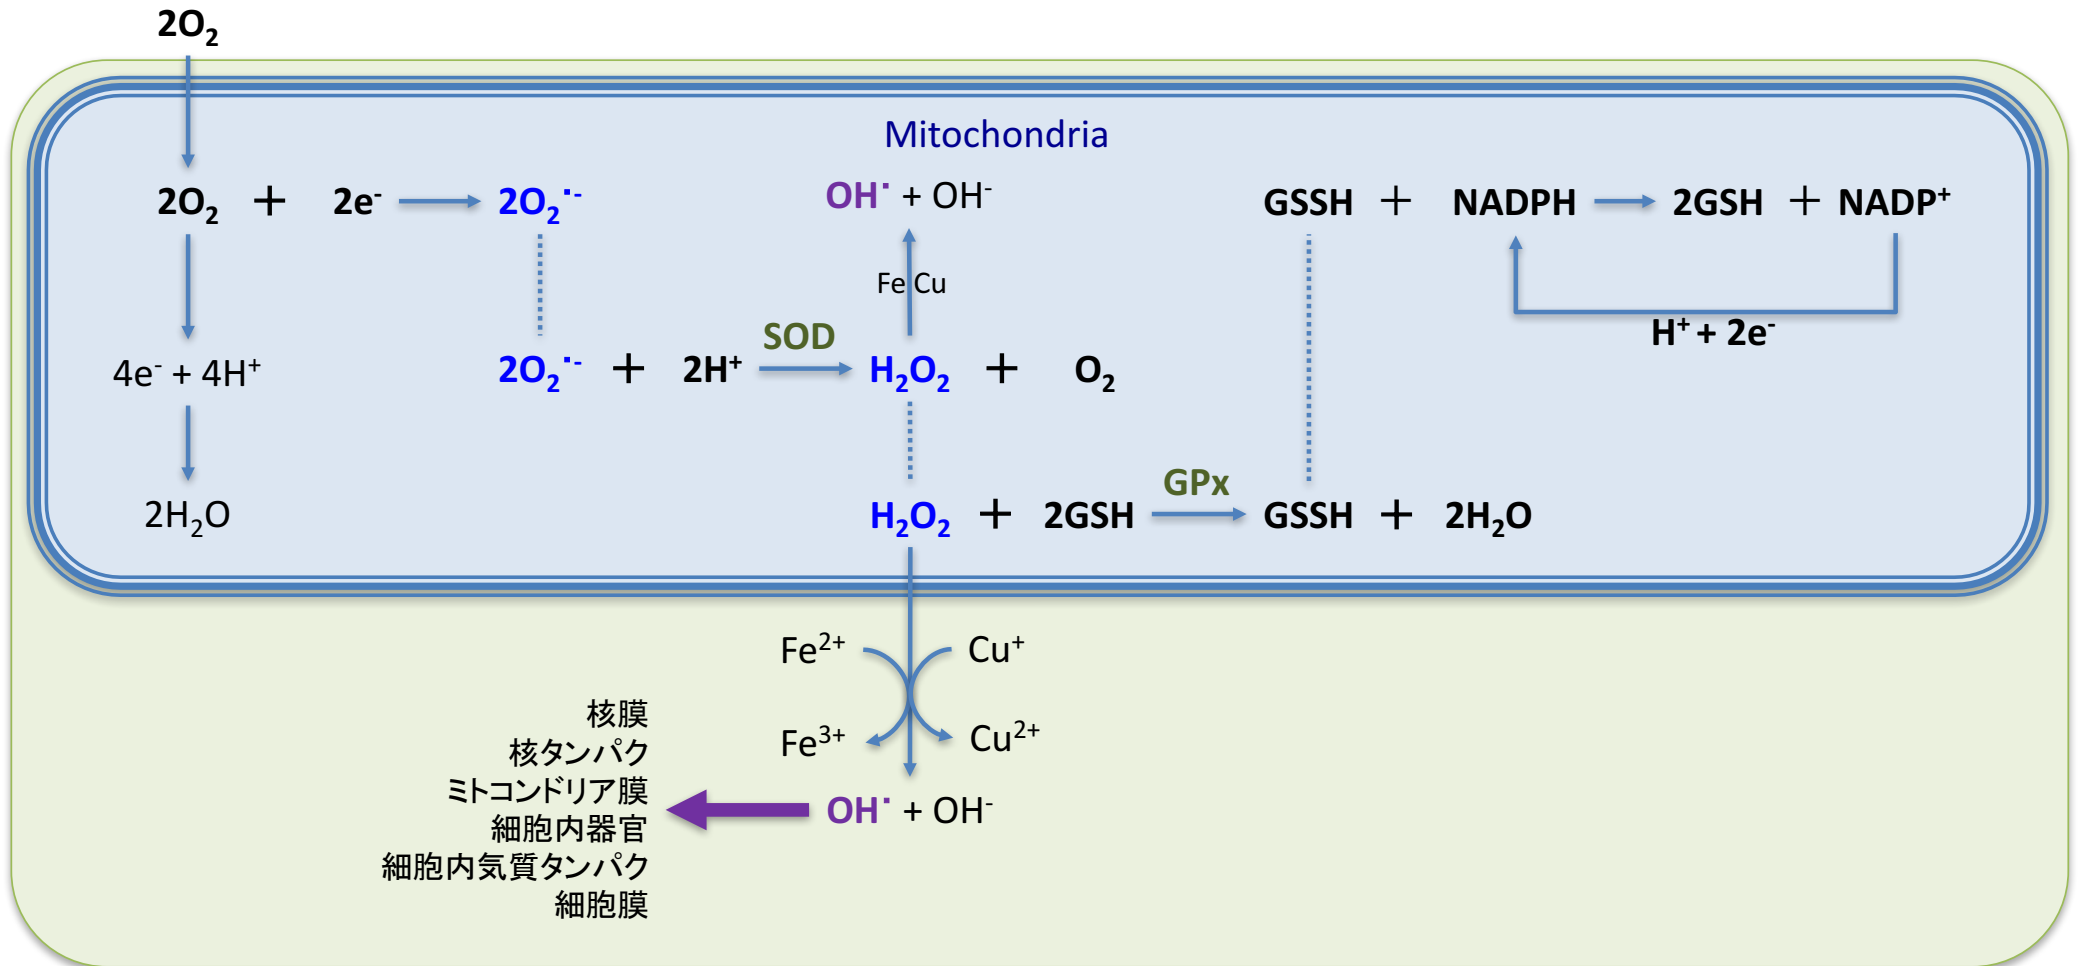 2O₂
Mitochondria
2O₂ + 2e⁻ 2O₂˙⁻
OH˙ + OH⁻
GSSH + NADPH 2GSH + NADP⁺
Fe Cu
H⁺ + 2e⁻
4e⁻ + 4H⁺
2O₂˙⁻ + 2H⁺ SOD H₂O₂ + O₂
2H₂O
H₂O₂ + 2GSH GPx GSSH + 2H₂O
Fe²⁺ Cu⁺
Fe³⁺ Cu²⁺
核膜
核タンパク
ミトコンドリア膜
細胞内器官
細胞内気質タンパク
細胞膜
OH˙ + OH⁻